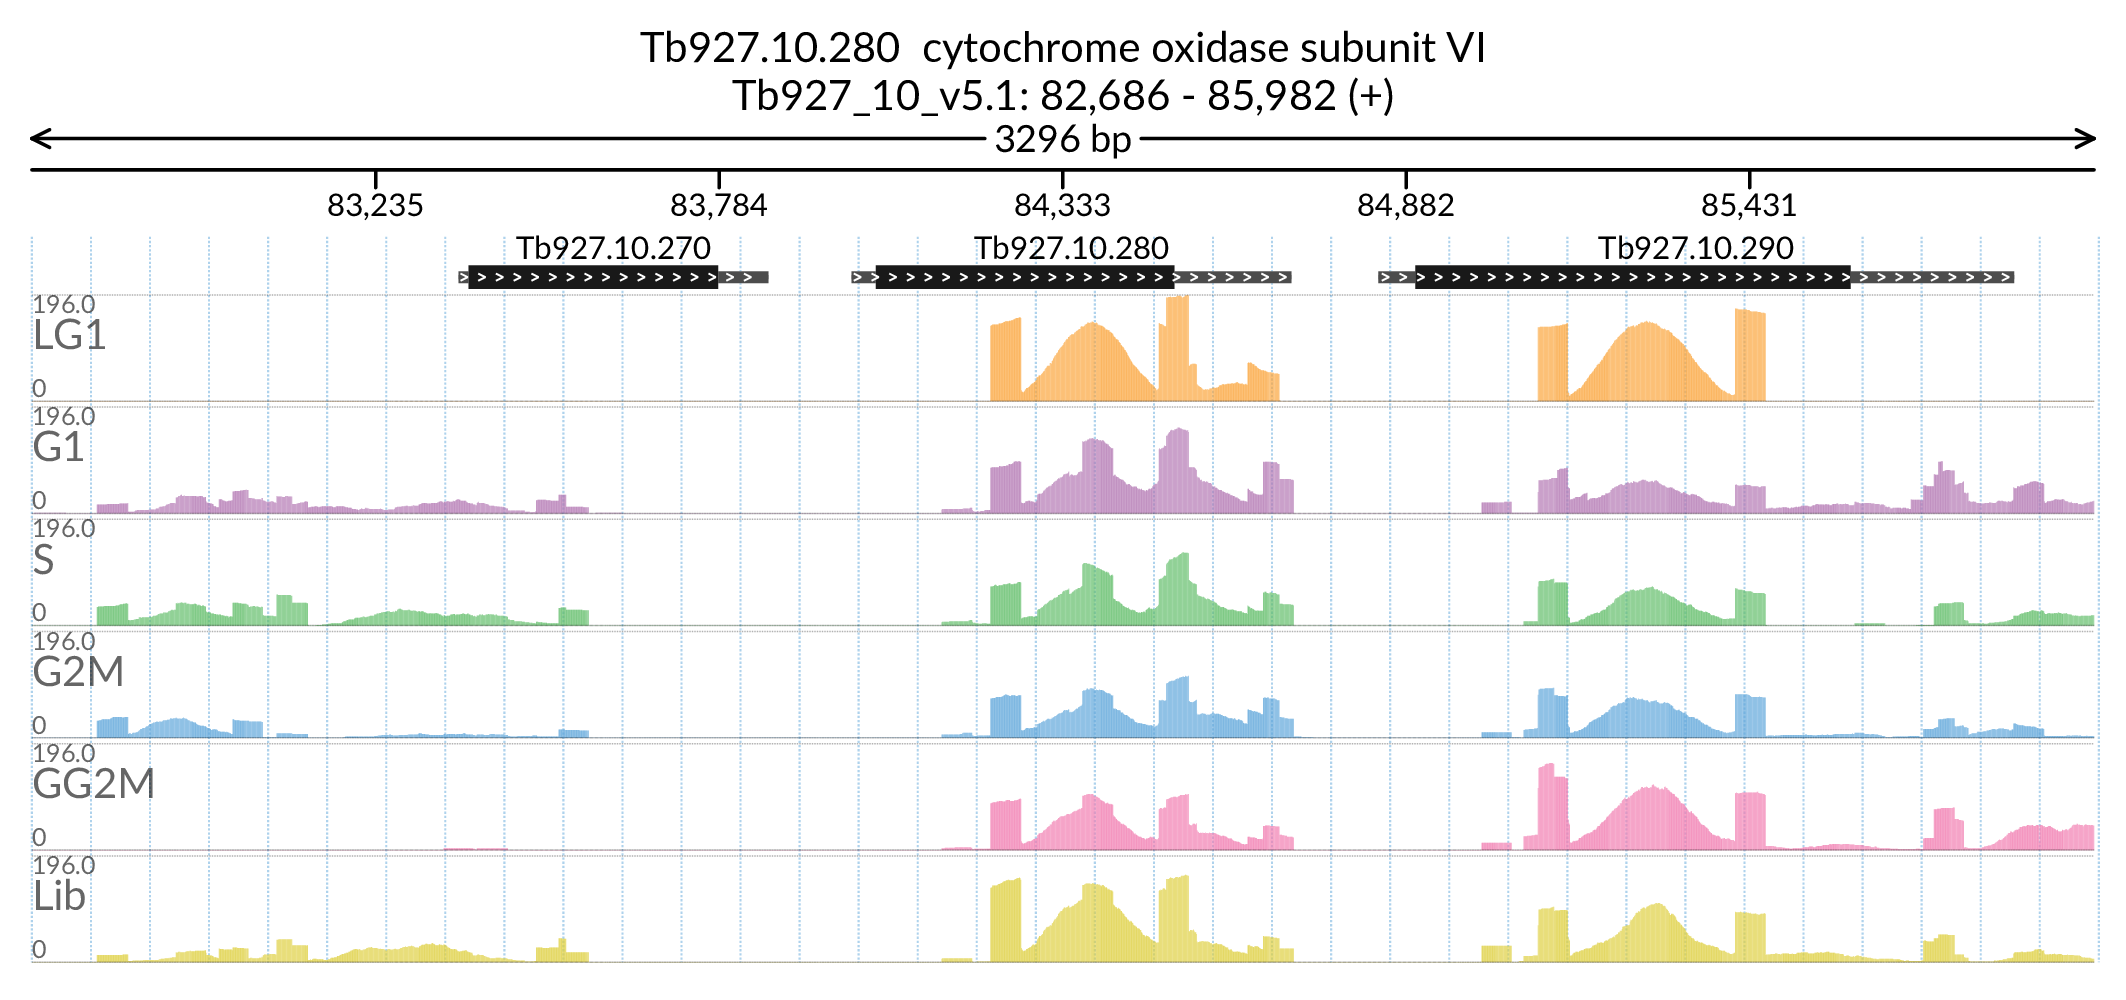 Tb927.10.280  cytochrome oxidase subunit VI
Tb927_10_v5.1: 82,686 - 85,982 (+)
3296 bp
83,235 83,784 84,333 84,882 85,431
Tb927.10.270 Tb927.10.280 Tb927.10.290
196.0
LG1
0
196.0
G1
0
196.0
S
0
196.0
G2M
0
196.0
GG2M
0
196.0
Lib
0